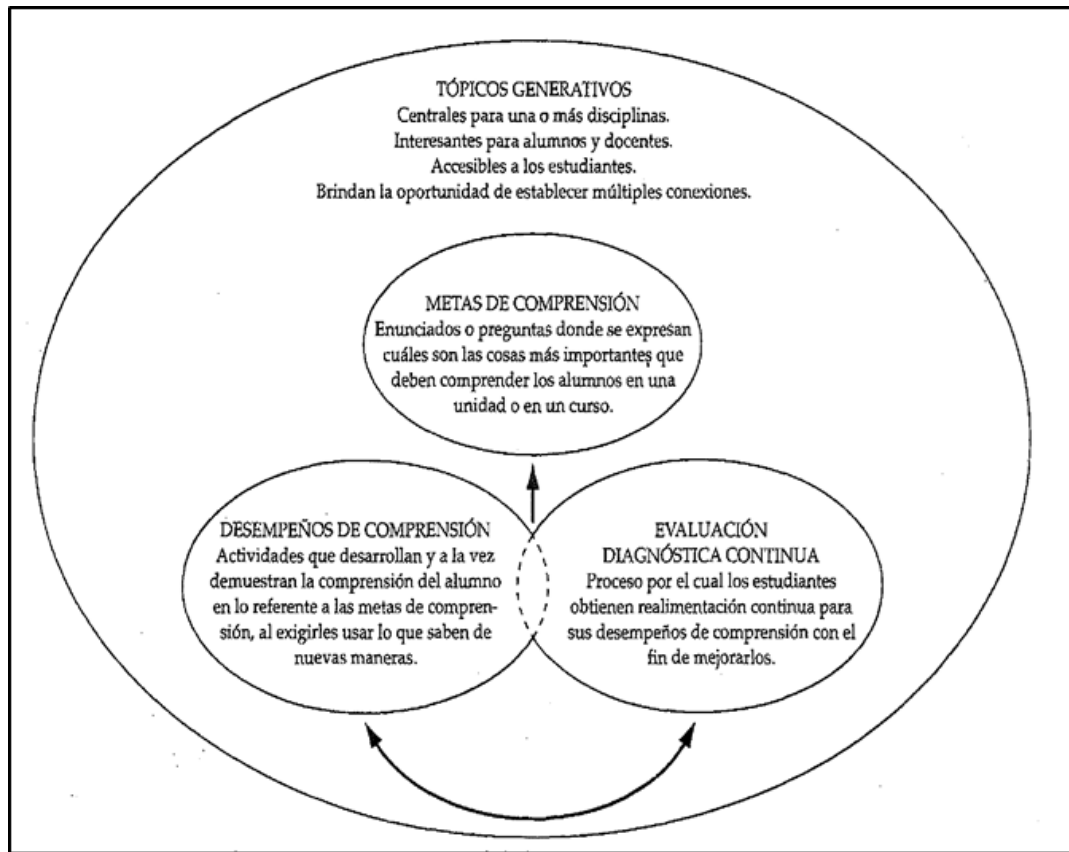 TÓPICOS GENERATIVOS
Centrales para una o más disciplinas.
Interesantes para alumnos y docentes.
Accesibles a los estudiantes.
Brindan la oportunidad de establecer múltiples conexiones.
METAS DE COMPRENSIÓN
Enunciados o preguntas donde se expresan
cuáles son las cosas más importantes que
deben comprender los alumnos en una
unidad o en un curso.
DESEMPEÑOS DE COMPRENSIÓN
Actividades que desarrollan y a la vez
demuestran la comprensión del alumno
en lo referente a las metas de compren-
sión, al exigirles usar lo que saben de
nuevas maneras.
EVALUACIÓN
DIAGNÓSTICA CONTINUA
Proceso por el cual los estudiantes
obtienen realimentación continua para
sus desempeños de comprensión con el
fin de mejorarlos.